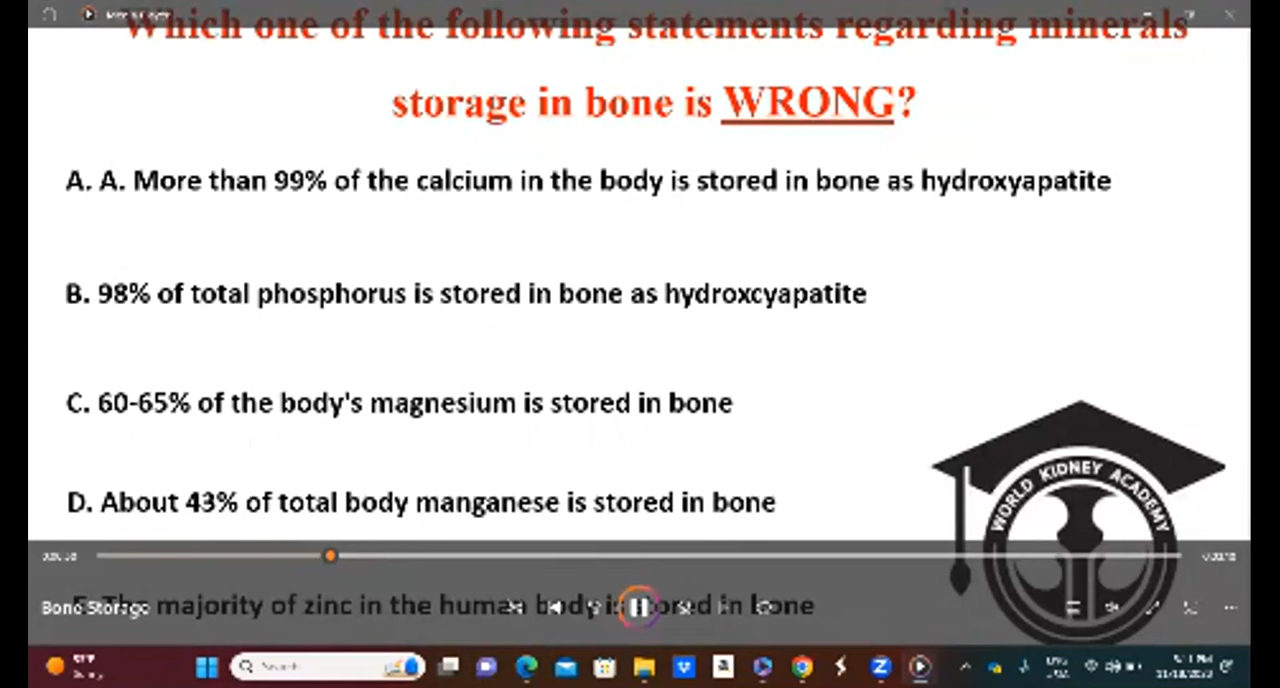 Media Player
Which one of the following statements regarding minerals
storage in bone is WRONG?
A. A. More than 99% of the calcium in the body is stored in bone as hydroxyapatite
B. 98% of total phosphorus is stored in bone as hydroxcyapatite
C. 60-65% of the body's magnesium is stored in bone
D. About 43% of total body manganese is stored in bone
WORLD KIDNEY ACADEMY
E. The majority of zinc in the human body is stored in bone
Bone Storage
Search